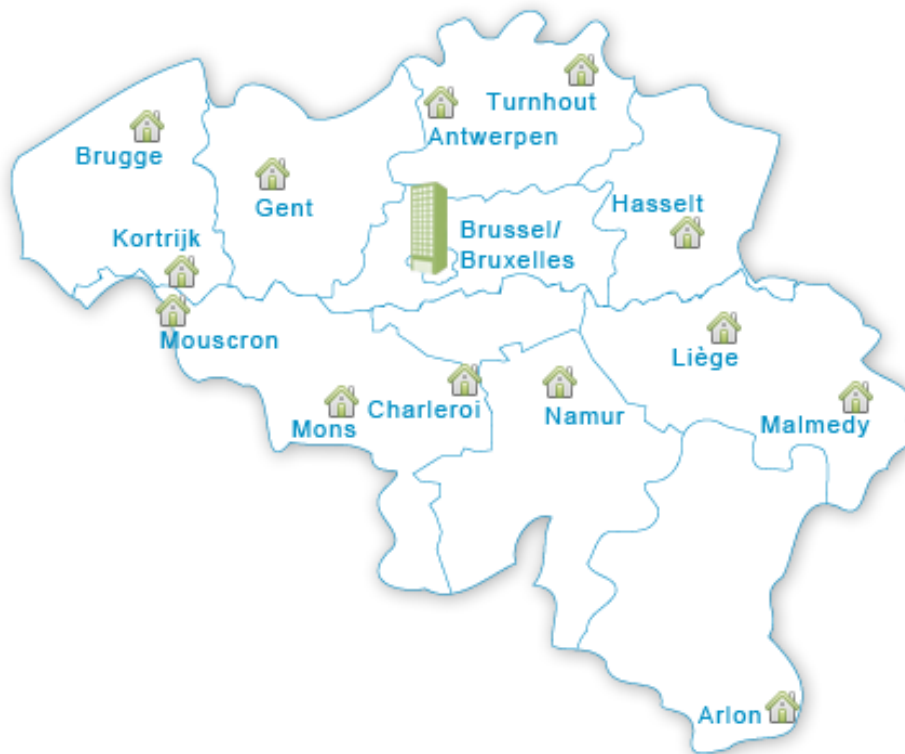 Turnhout
Antwerpen
Brugge
Gent
Hasselt
Kortrijk
Brussel/
Bruxelles
Mouscron
Liège
Charleroi
Namur
Mons
Malmedy
Arlon